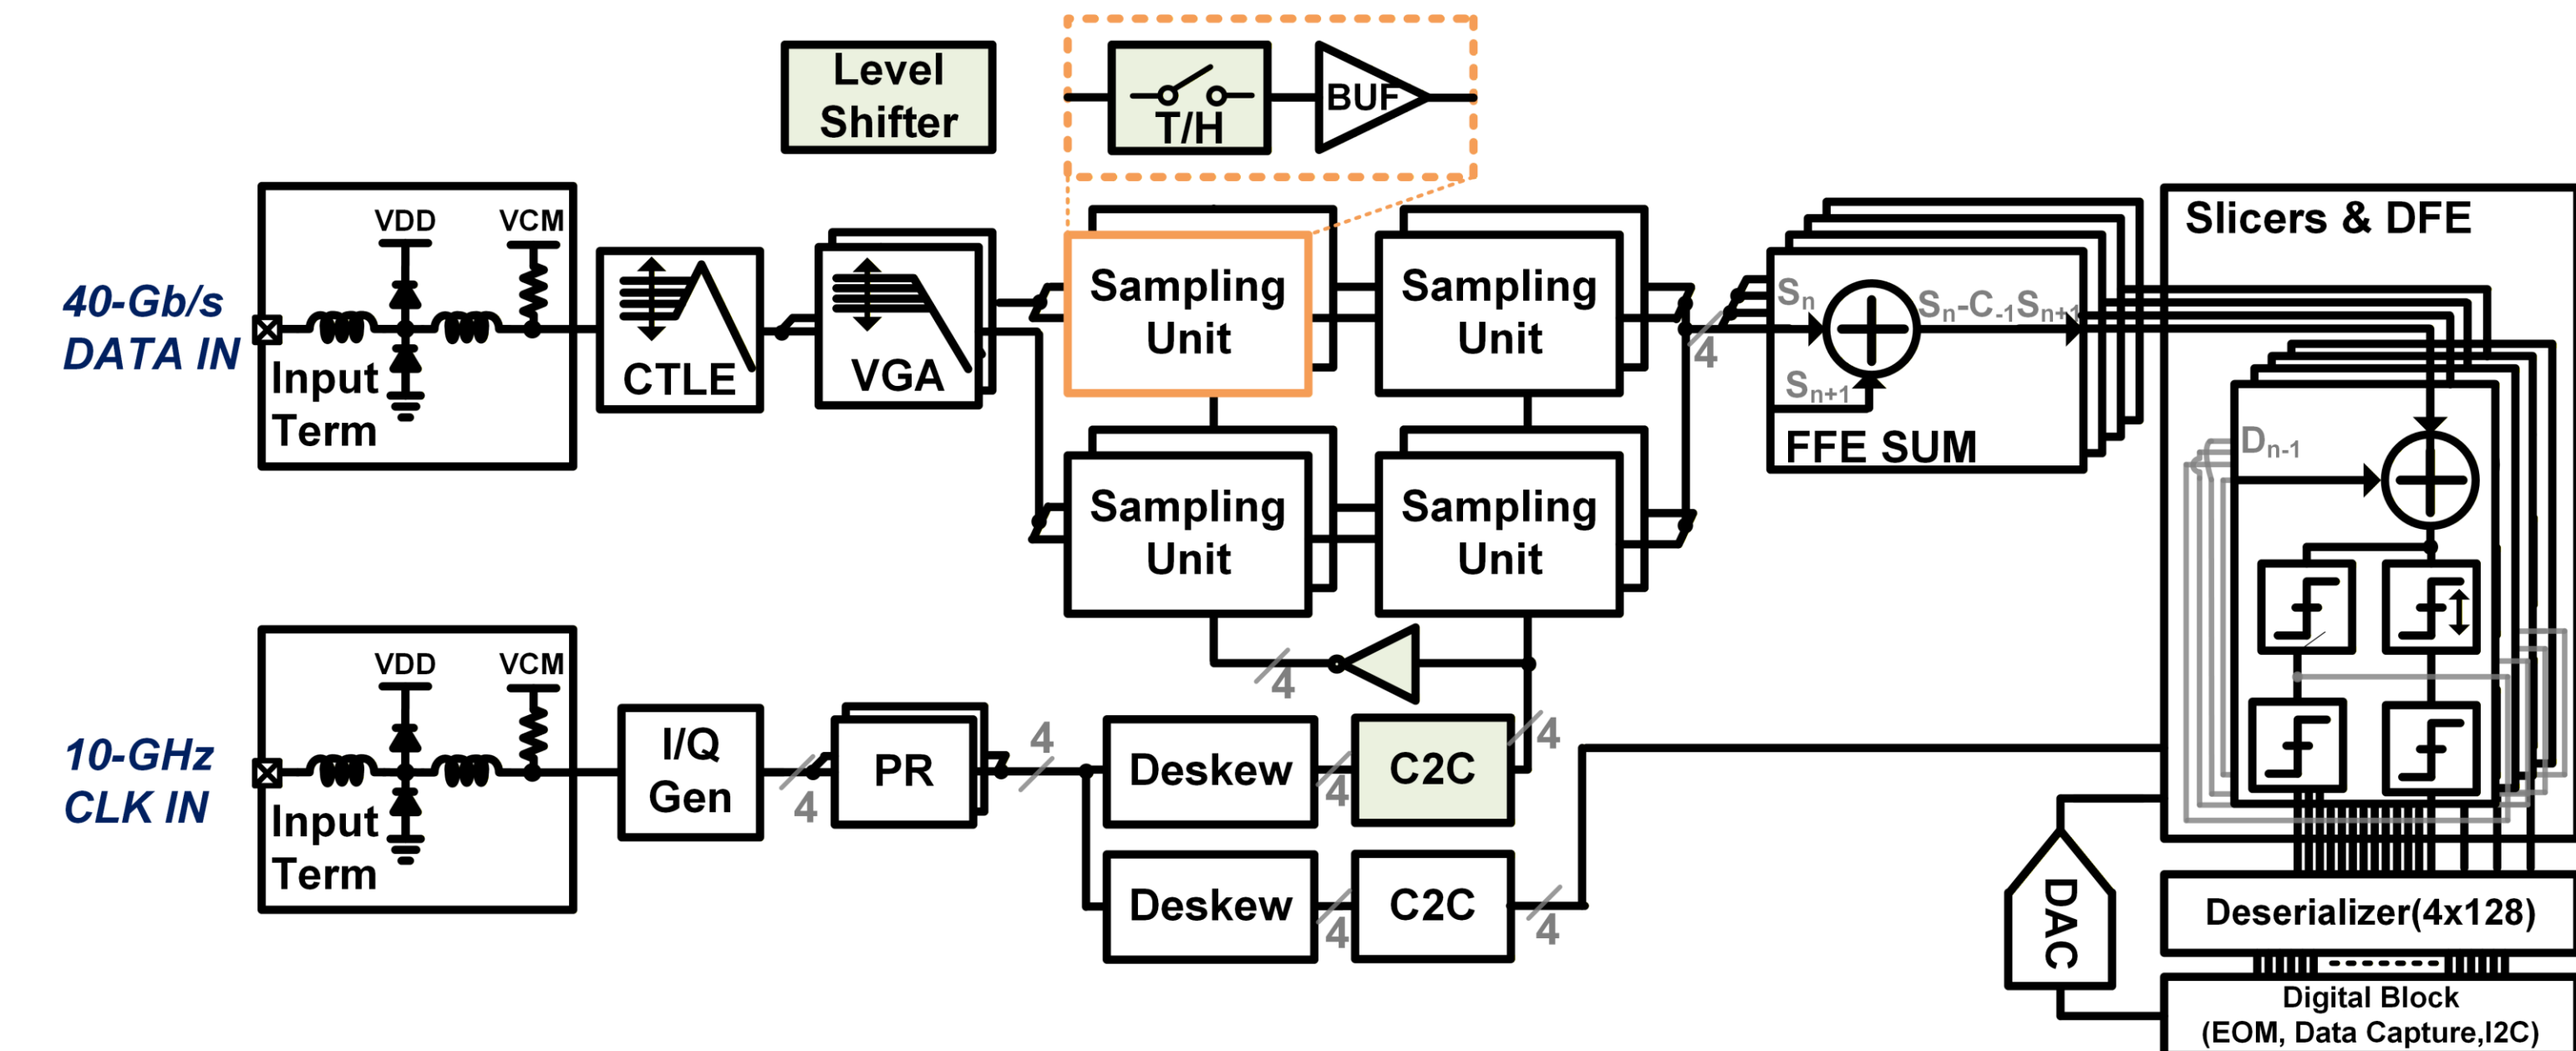 Level
Shifter
T/H
BUF
40-Gb/s
DATA IN
VDD
VCM
Input
Term
CTLE
VGA
Sampling
Unit
Sampling
Unit
Sampling
Unit
Sampling
Unit
4
Sn
Sn-C-1Sn+1
Sn+1
FFE SUM
Slicers & DFE
Dn-1
4
10-GHz
CLK IN
VDD
VCM
Input
Term
I/Q
Gen
4
PR
4
Deskew
4
C2C
4
Deskew
4
C2C
4
DAC
Deserializer(4x128)
Digital Block
(EOM, Data Capture,I2C)